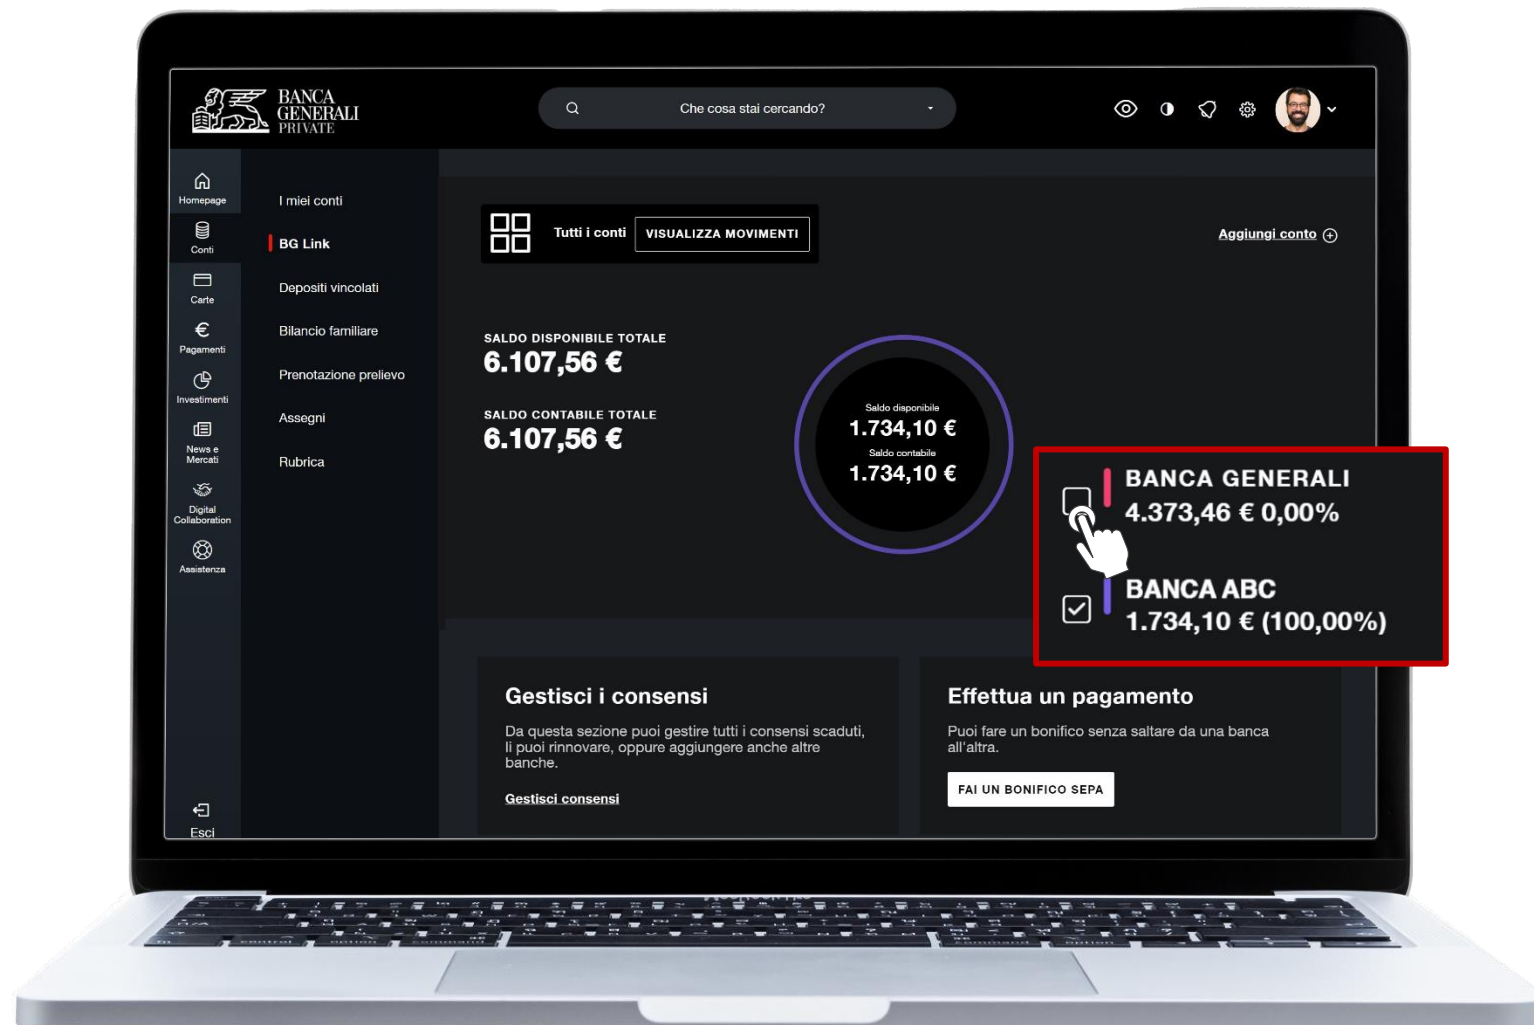 BANCA
GENERALI
PRIVATE
Che cosa stai cercando?
Homepage
Conti
Carte
Pagamenti
Investimenti
News e
Mercati
Digital
Collaboration
Assistenza
Esci
I miei conti
BG Link
Depositi vincolati
Bilancio familiare
Prenotazione prelievo
Assegni
Rubrica
Tutti i conti
VISUALIZZA MOVIMENTI
Aggiungi conto
SALDO DISPONIBILE TOTALE
6.107,56 €
SALDO CONTABILE TOTALE
6.107,56 €
Saldo disponibile
1.734,10 €
Saldo contabile
1.734,10 €
BANCA GENERALI
4.373,46 € 0,00%
BANCA ABC
1.734,10 € (100,00%)
Gestisci i consensi
Da questa sezione puoi gestire tutti i consensi scaduti,
li puoi rinnovare, oppure aggiungere anche altre
banche.
Gestisci consensi
Effettua un pagamento
Puoi fare un bonifico senza saltare da una banca
all'altra.
FAI UN BONIFICO SEPA
control
option
command
command
option